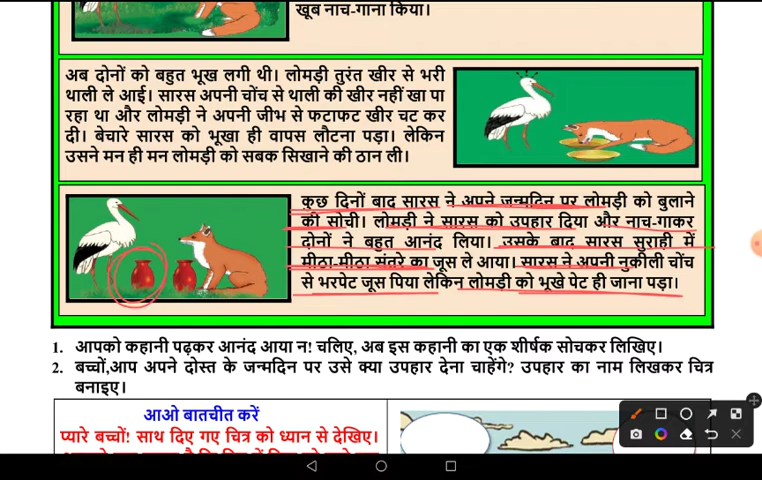 खूब नाच-गाना किया।
अब दोनों को बहुत भूख लगी थी। लोमड़ी तुरंत खीर से भरी
थाली ले आई। सारस अपनी चोंच से थाली की खीर नहीं खा पा
रहा था और लोमड़ी ने अपनी जीभ से फटाफट खीर चट कर
दी। बेचारे सारस को भूखा ही वापस लौटना पड़ा। लेकिन
उसने मन ही मन लोमड़ी को सबक सिखाने की ठान ली।
कुछ दिनों बाद सारस ने अपने जन्मदिन पर लोमड़ी को बुलाने
की सोची। लोमड़ी ने सारस को उपहार दिया और नाच-गाकर
दोनों ने बहुत आनंद लिया। उसके बाद सारस सुराही में
मीठा-मीठा संतरे का जूस ले आया। सारस ने अपनी नुकीली चोंच
से भरपेट जूस पिया लेकिन लोमड़ी को भूखे पेट ही जाना पड़ा।
1. आपको कहानी पढ़कर आनंद आया न! चलिए, अब इस कहानी का एक शीर्षक सोचकर लिखिए।
2. बच्चों,आप अपने दोस्त के जन्मदिन पर उसे क्या उपहार देना चाहेंगे? उपहार का नाम लिखकर चित्र
बनाइए।
आओ बातचीत करें
प्यारे बच्चों! साथ दिए गए चित्र को ध्यान से देखिए।